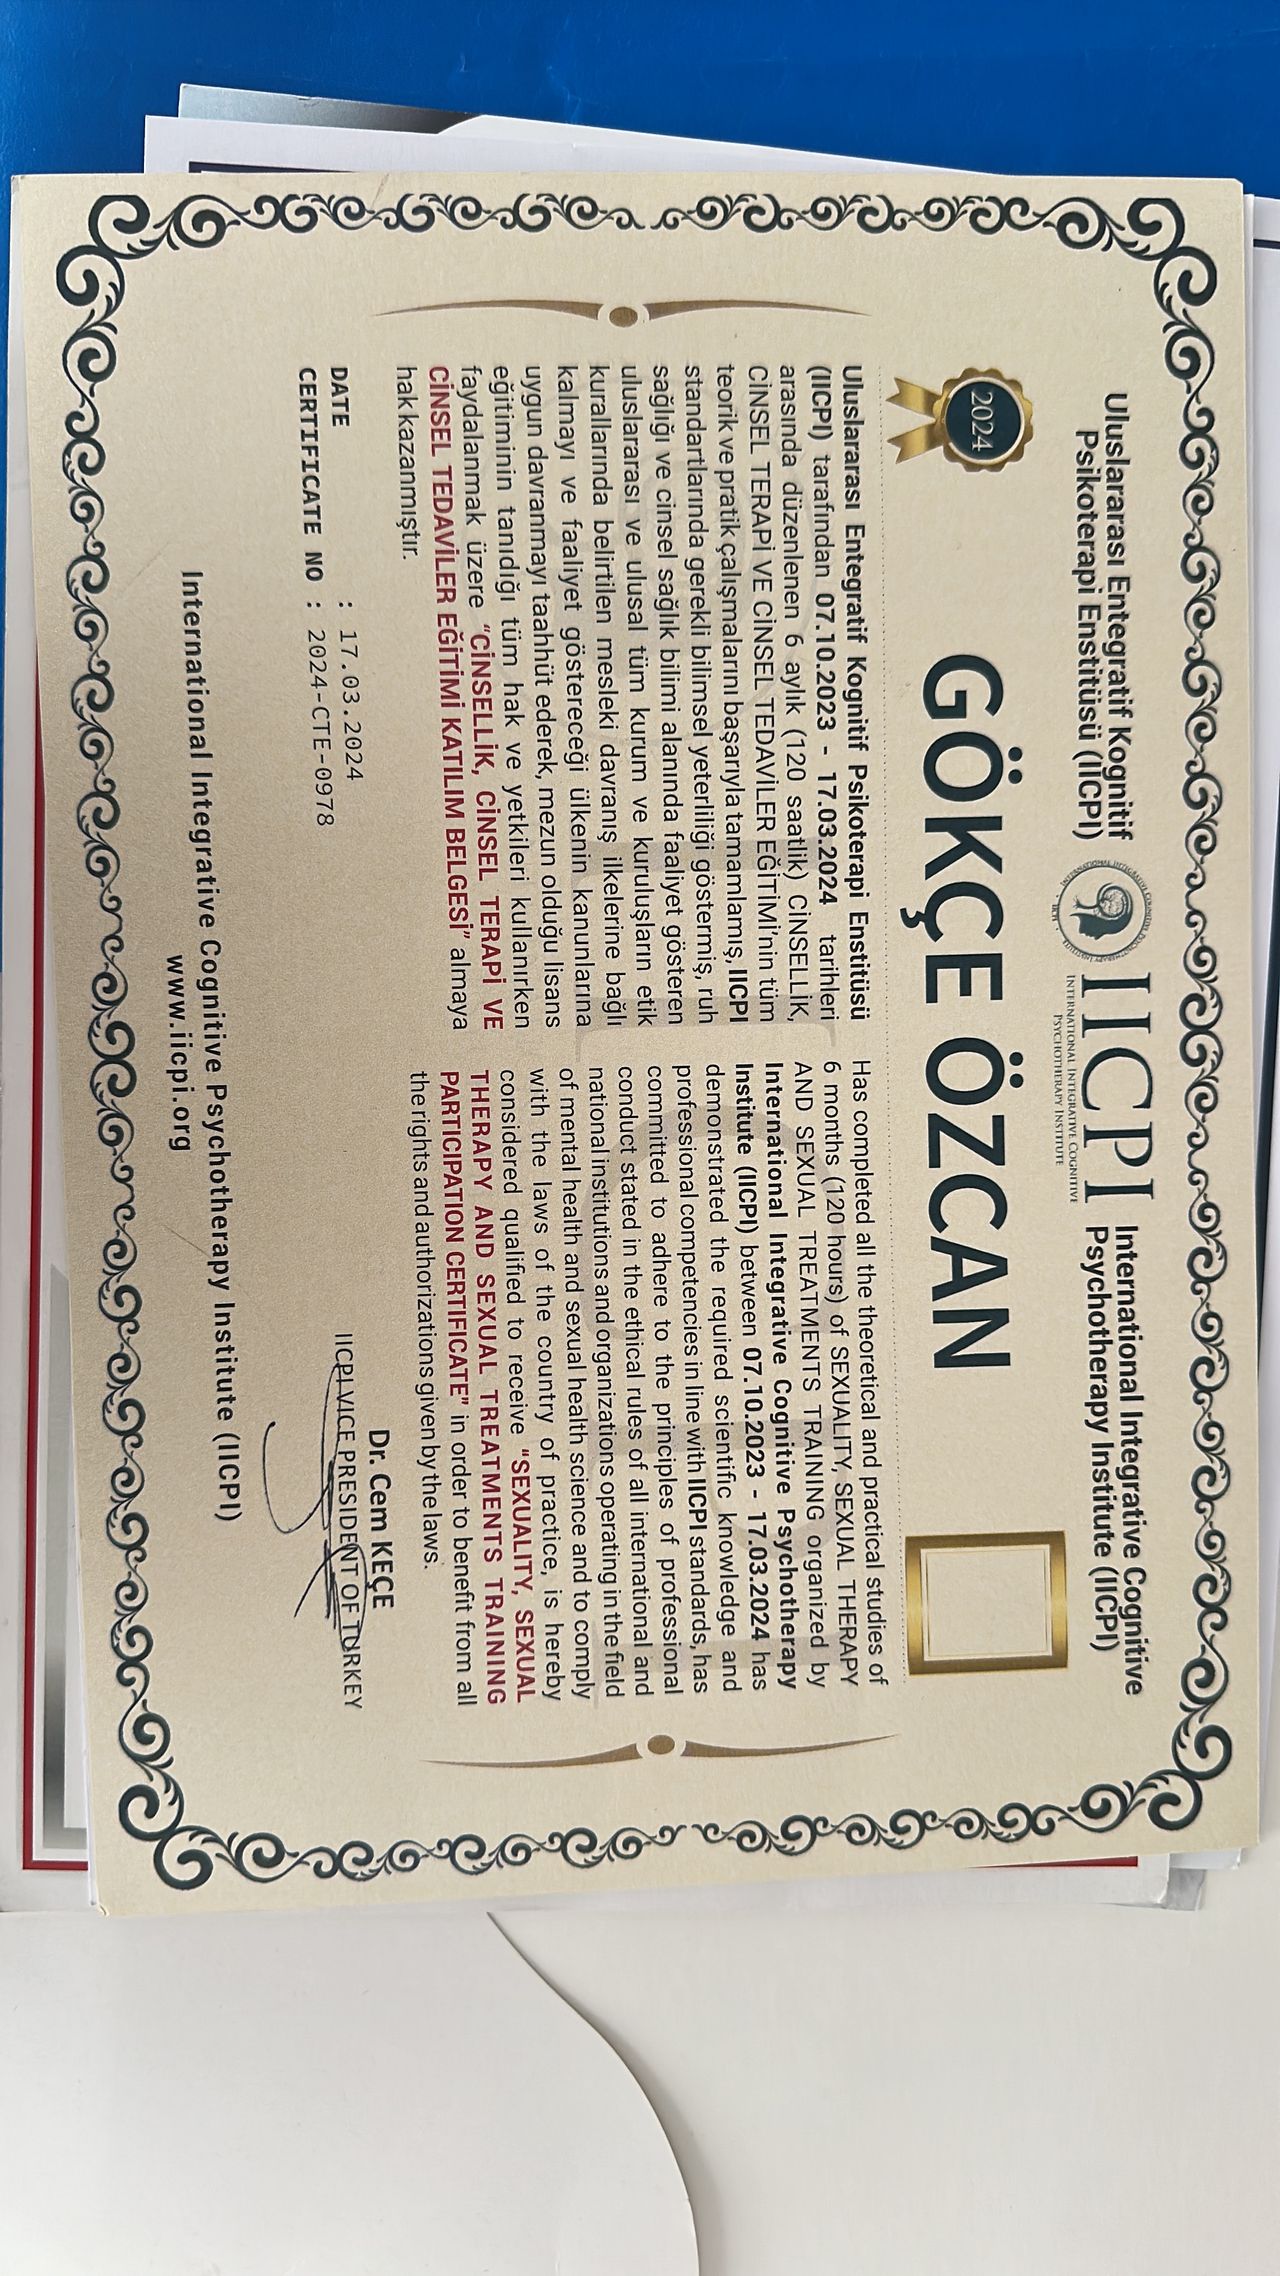 Uluslararası Entegratif Kognitif
Psikoterapi Enstitüsü (IICPI)
IICPI
INTERNATIONAL INTEGRATIVE COGNITIVE
PSYCHOTHERAPY INSTITUTE
International Integrative Cognitive
Psychotherapy Institute (IICPI)
2024
GÖKÇE ÖZCAN
Uluslararası Entegratif Kognitif Psikoterapi Enstitüsü
(IICPI) tarafından 07.10.2023 - 17.03.2024 tarihleri
arasında düzenlenen 6 aylık (120 saatlik) CİNSELLİK,
CİNSEL TERAPİ VE CİNSEL TEDAVİLER EĞİTİMİ'nin tüm
teorik ve pratik çalışmalarını başarıyla tamamlamış, IICPI
standartlarında gerekli bilimsel yeterliliği göstermiş, ruh
sağlığı ve cinsel sağlık bilimi alanında faaliyet gösteren
uluslararası ve ulusal tüm kurum ve kuruluşların etik
kurallarında belirtilen mesleki davranış ilkelerine bağlı
kalmayı ve faaliyet göstereceği ülkenin kanunlarına
uygun davranmayı taahhüt ederek, mezun olduğu lisans
eğitiminin tanıdığı tüm hak ve yetkileri kullanırken
faydalanmak üzere "CİNSELLİK, CİNSEL TERAPİ VE
CİNSEL TEDAVİLER EĞİTİMİ KATILIM BELGESİ" almaya
hak kazanmıştır.
Has completed all the theoretical and practical studies of
6 months (120 hours) of SEXUALITY, SEXUAL THERAPY
AND SEXUAL TREATMENTS TRAINING organized by
International Integrative Cognitive Psychotherapy
Institute (IICPI) between 07.10.2023 - 17.03.2024 has
demonstrated the required scientific knowledge and
professional competencies in line with IICPI standards, has
committed to adhere to the principles of professional
conduct stated in the ethical rules of all international and
national institutions and organizations operating in the field
of mental health and sexual health science and to comply
with the laws of the country of practice, is hereby
considered qualified to receive "SEXUALITY, SEXUAL
THERAPY AND SEXUAL TREATMENTS TRAINING
PARTICIPATION CERTIFICATE" in order to benefit from all
the rights and authorizations given by the laws.
DATE : 17.03.2024
CERTIFICATE NO : 2024-CTE-0978
Dr. Cem KEÇE
IICPI VICE PRESIDENT OF TURKEY
International Integrative Cognitive Psychotherapy Institute (IICPI)
www.iicpi.org